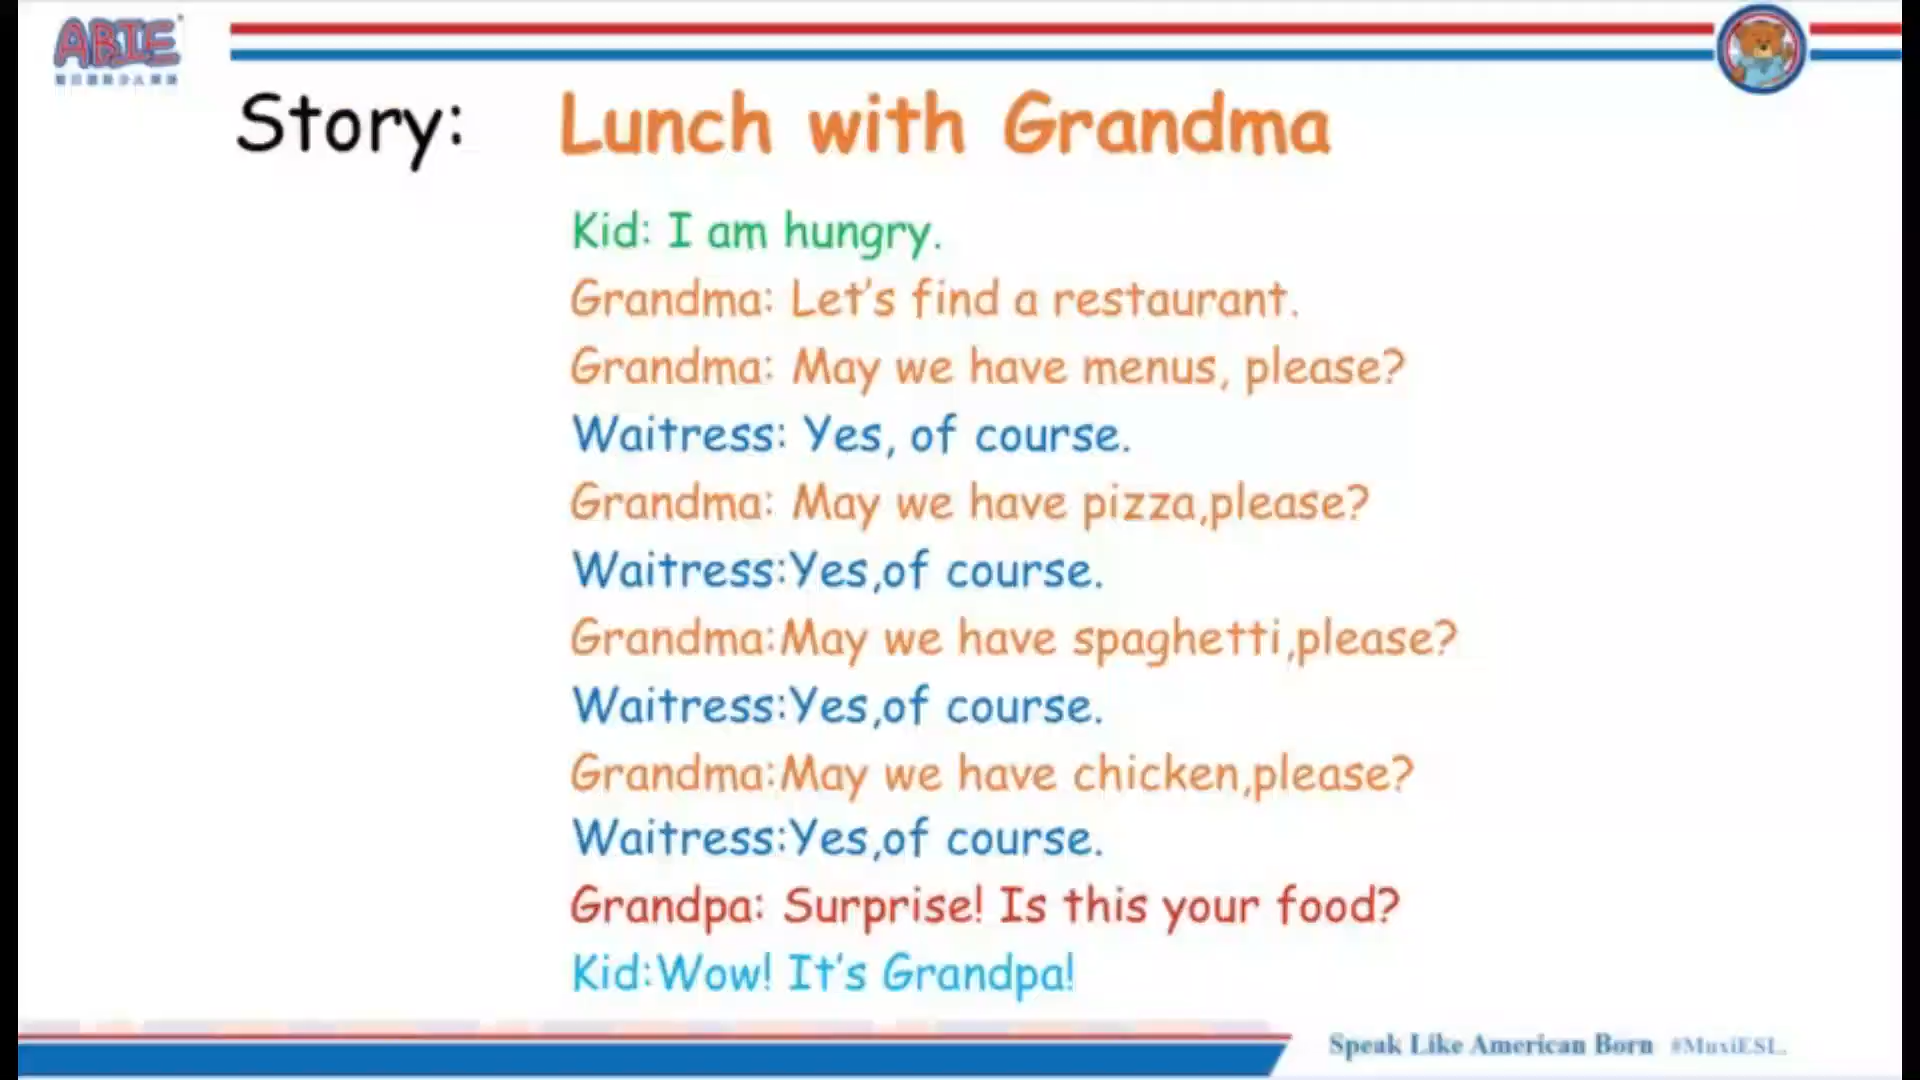 ABIE
Story: Lunch with Grandma
Kid: I am hungry.
Grandma: Let's find a restaurant.
Grandma: May we have menus, please?
Waitress: Yes, of course.
Grandma: May we have pizza,please?
Waitress:Yes,of course.
Grandma:May we have spaghetti,please?
Waitress:Yes,of course.
Grandma:May we have chicken,please?
Waitress:Yes,of course.
Grandpa: Surprise! Is this your food?
Kid:Wow! It's Grandpa!
Speak Like American Born #MuxiESL.